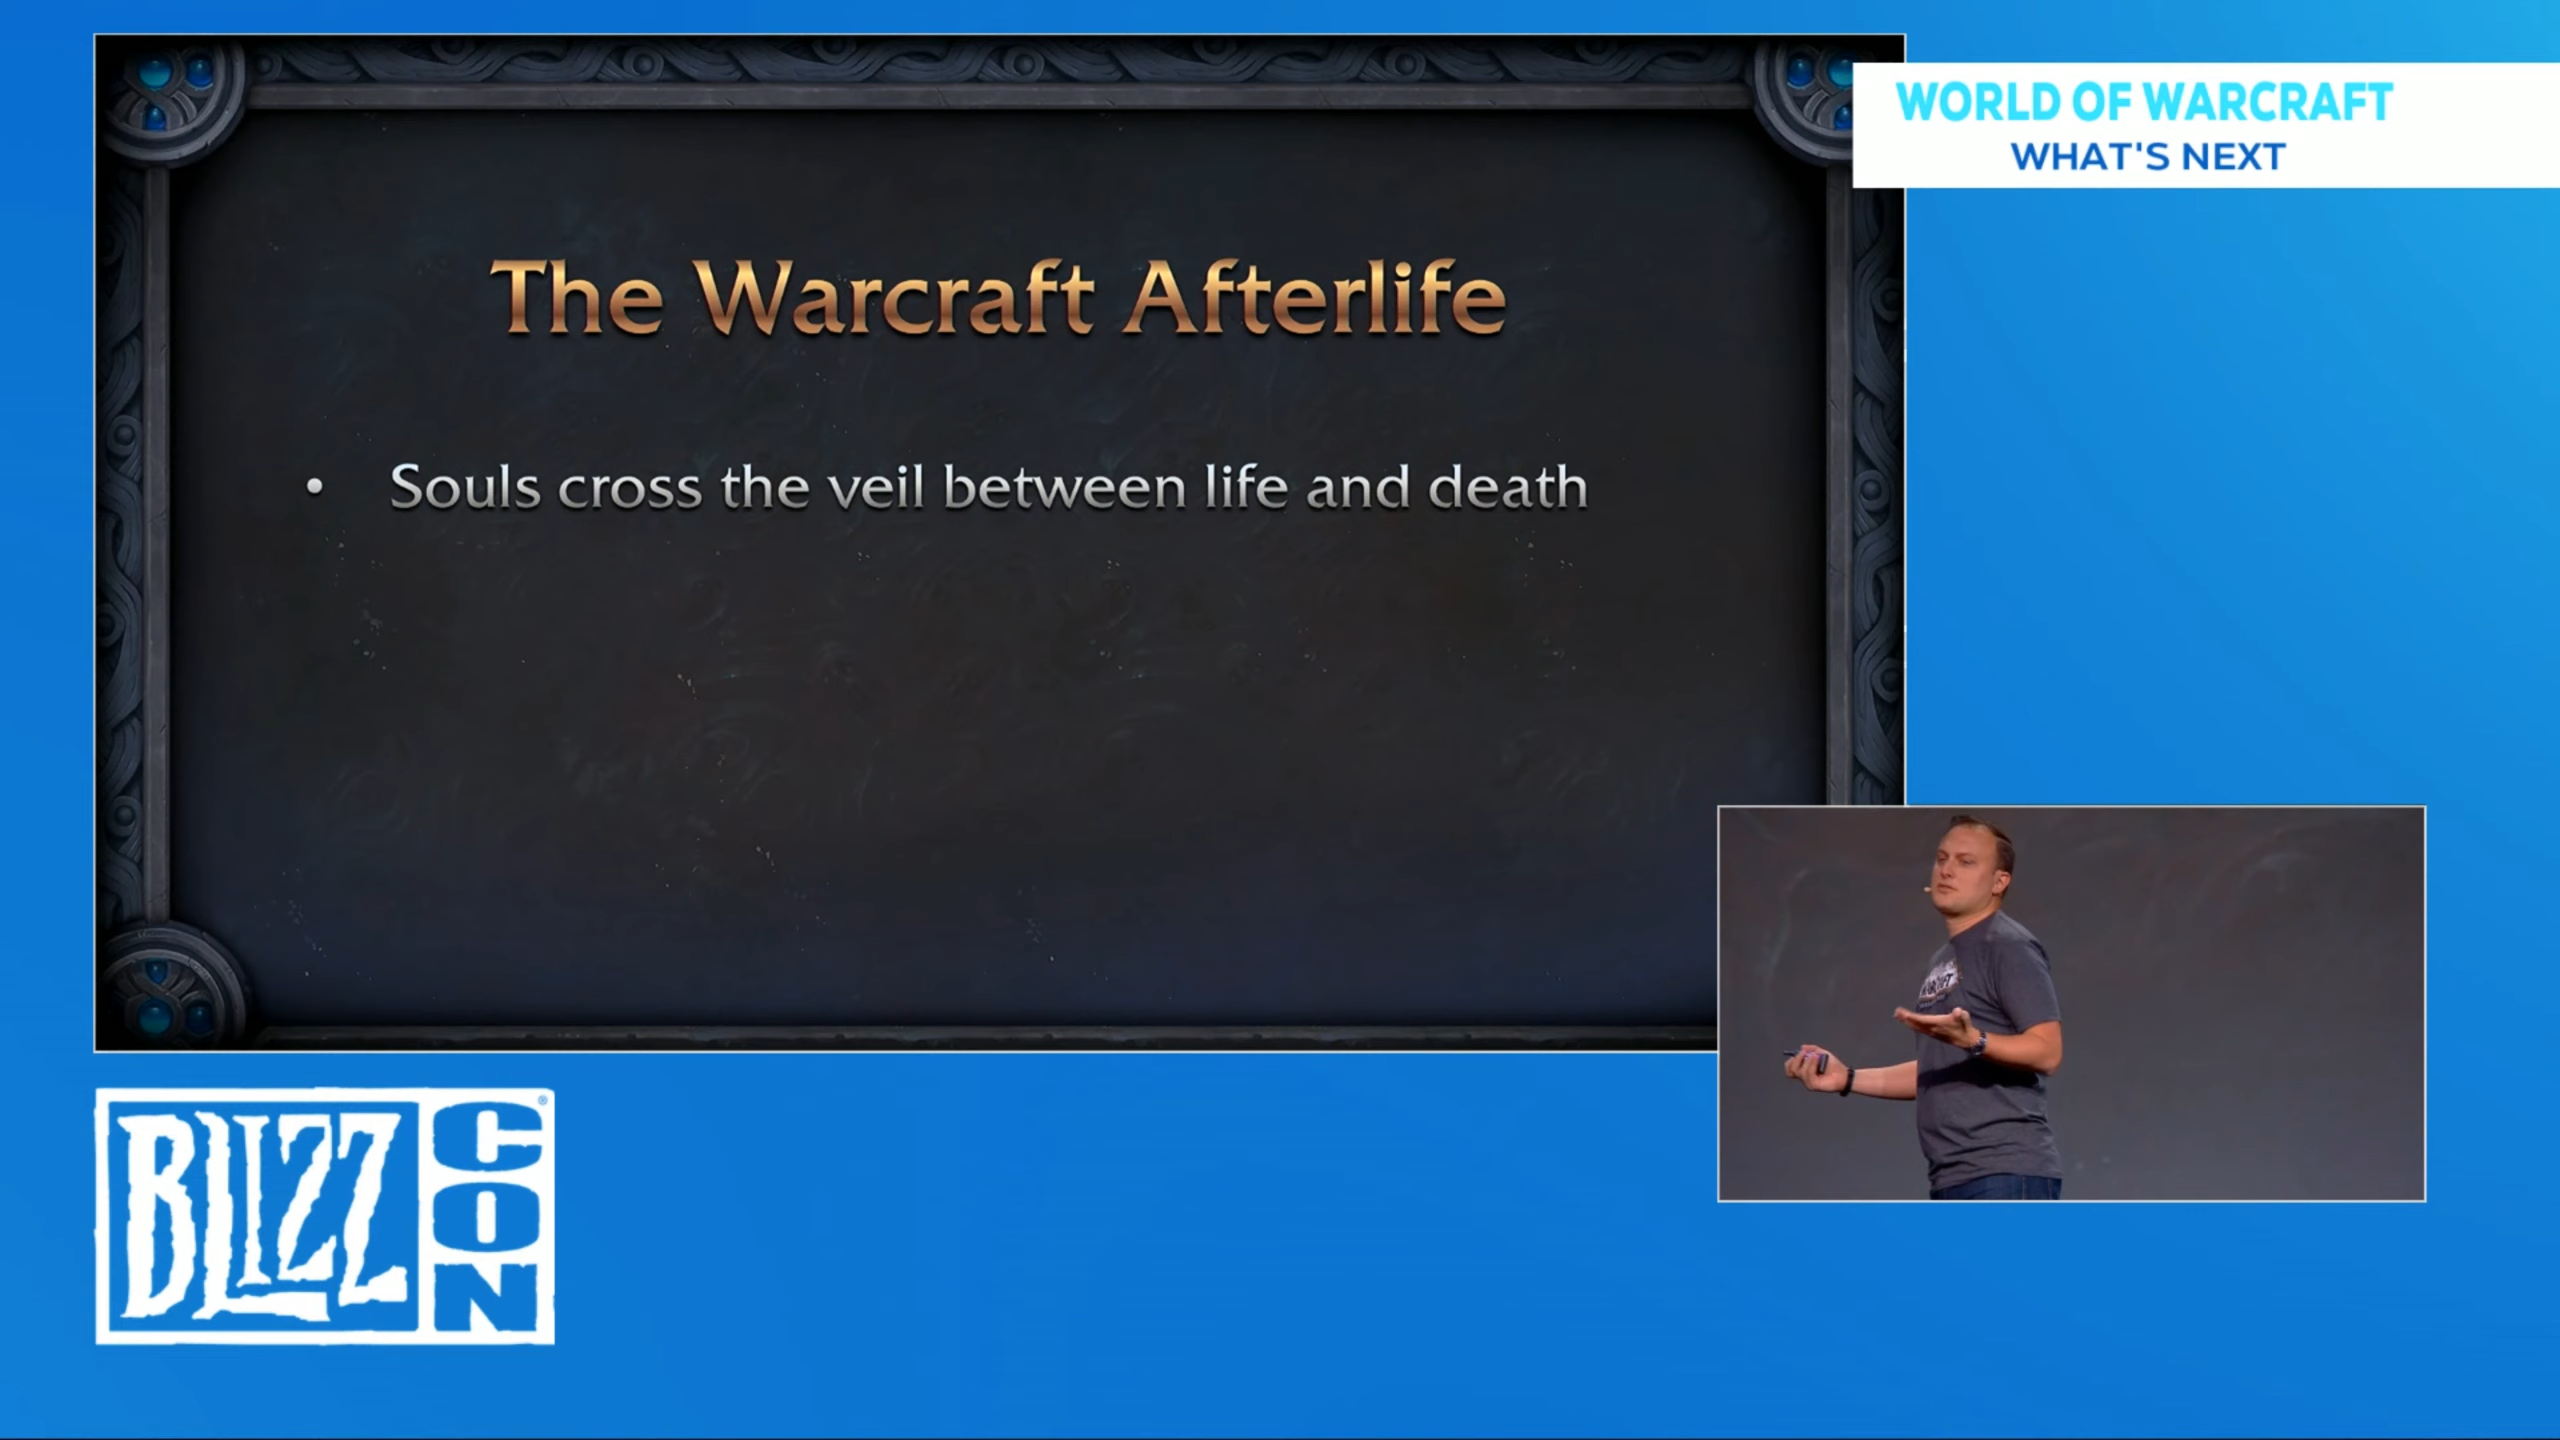 WORLD OF WARCRAFT
WHAT'S NEXT
The Warcraft Afterlife
• Souls cross the veil between life and death
BLIZZ
CON